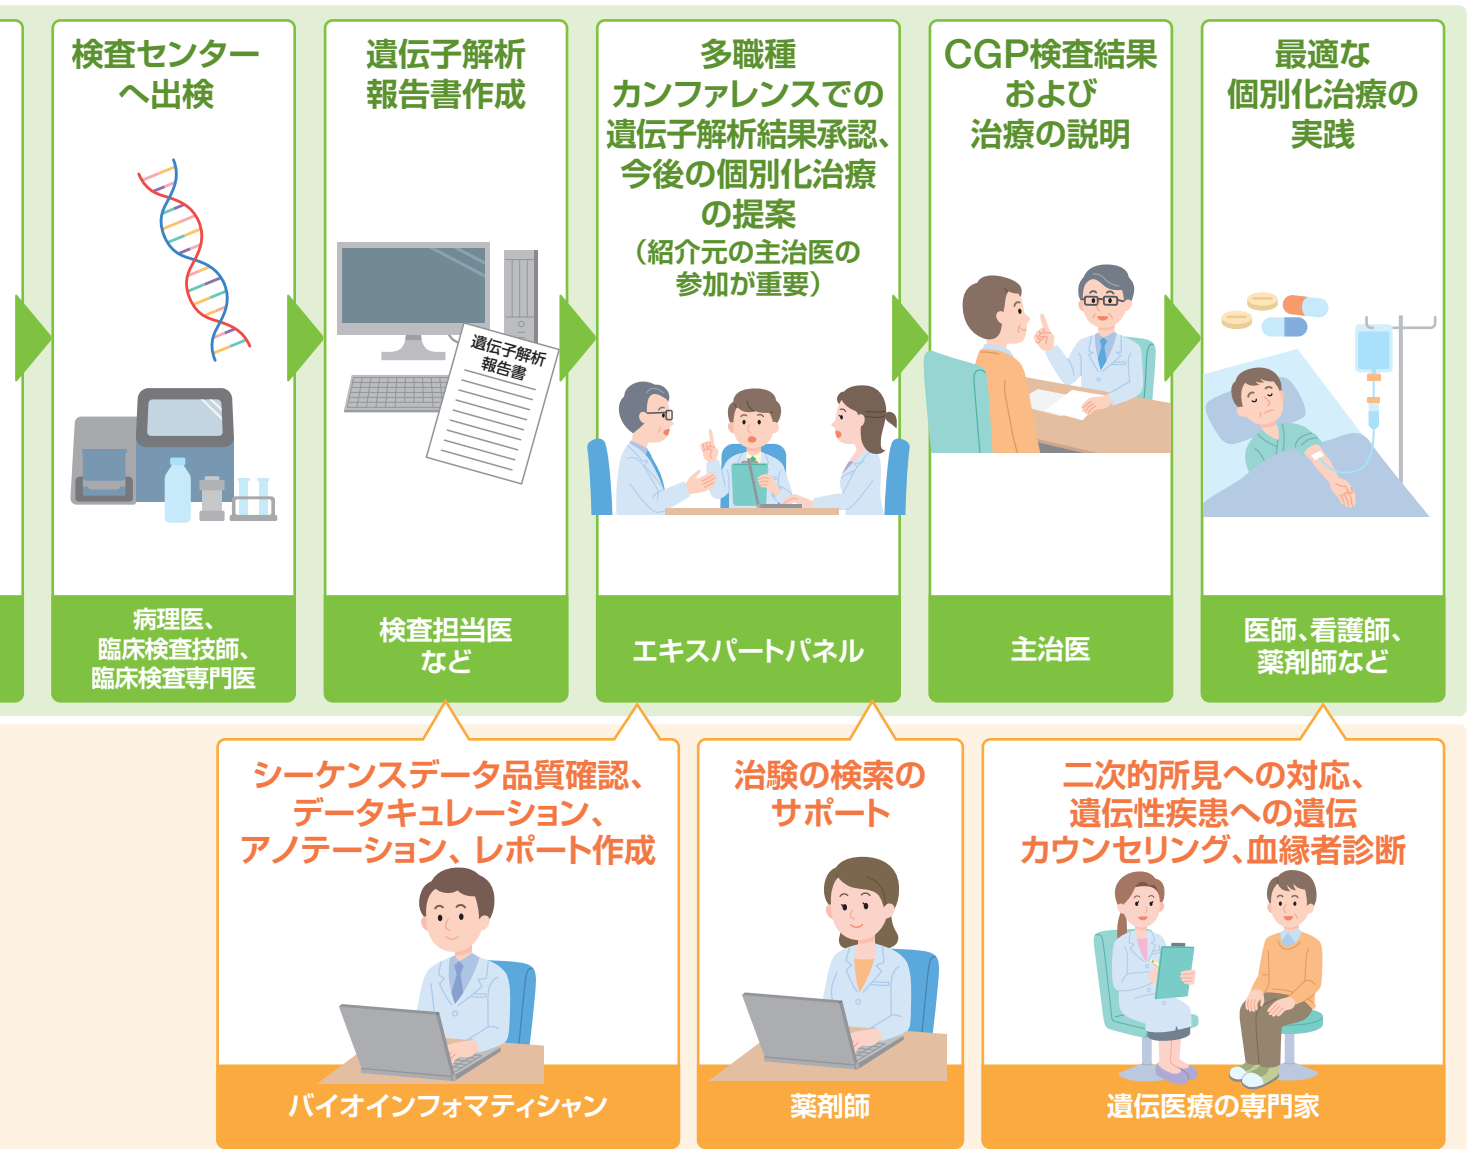 検査センター
へ出検
病理医、
臨床検査技師、
臨床検査専門医
遺伝子解析
報告書作成
遺伝子解析
報告書
検査担当医
など
多職種
カンファレンスでの
遺伝子解析結果承認、
今後の個別化治療
の提案
（紹介元の主治医の
参加が重要）
エキスパートパネル
CGP検査結果
および
治療の説明
主治医
最適な
個別化治療の
実践
医師、看護師、
薬剤師など
シーケンスデータ品質確認、
データキュレーション、
アノテーション、レポート作成
バイオインフォマティシャン
治験の検索の
サポート
薬剤師
二次的所見への対応、
遺伝性疾患への遺伝
カウンセリング、血縁者診断
遺伝医療の専門家